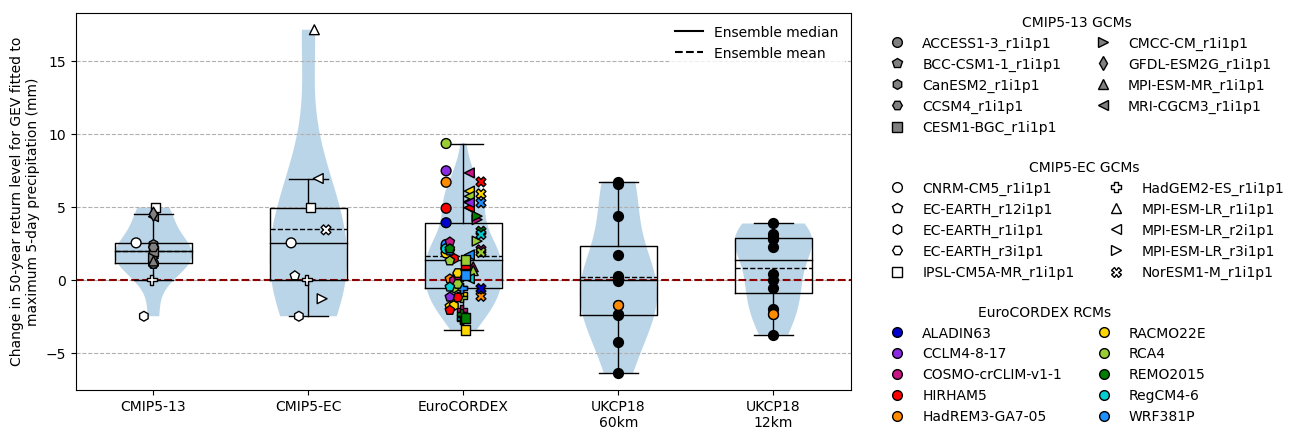 Change in 50-year return level for GEV fitted to
maximum 5-day precipitation (mm)
15
10
5
0
−5
Ensemble median
Ensemble mean
CMIP5-13
CMIP5-EC
EuroCORDEX
UKCP18
60km
UKCP18
12km
CMIP5-13 GCMs
ACCESS1-3_r1i1p1
BCC-CSM1-1_r1i1p1
CanESM2_r1i1p1
CCSM4_r1i1p1
CESM1-BGC_r1i1p1
CMCC-CM_r1i1p1
GFDL-ESM2G_r1i1p1
MPI-ESM-MR_r1i1p1
MRI-CGCM3_r1i1p1
CMIP5-EC GCMs
CNRM-CM5_r1i1p1
EC-EARTH_r12i1p1
EC-EARTH_r1i1p1
EC-EARTH_r3i1p1
IPSL-CM5A-MR_r1i1p1
HadGEM2-ES_r1i1p1
MPI-ESM-LR_r1i1p1
MPI-ESM-LR_r2i1p1
MPI-ESM-LR_r3i1p1
NorESM1-M_r1i1p1
EuroCORDEX RCMs
ALADIN63
CCLM4-8-17
COSMO-crCLIM-v1-1
HIRHAM5
HadREM3-GA7-05
RACMO22E
RCA4
REMO2015
RegCM4-6
WRF381P